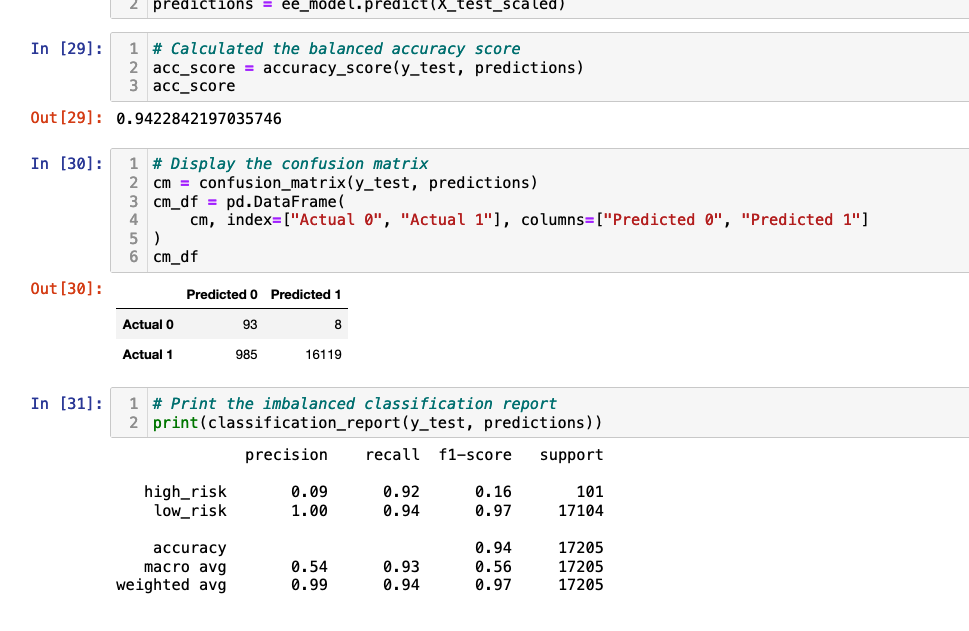 2 predictions = ee_model.predict(X_test_scaled)
In [29]:
1 # Calculated the balanced accuracy score
2 acc_score = accuracy_score(y_test, predictions)
3 acc_score
Out[29]: 0.9422842197035746
In [30]:
1 # Display the confusion matrix
2 cm = confusion_matrix(y_test, predictions)
3 cm_df = pd.DataFrame(
4     cm, index=["Actual 0", "Actual 1"], columns=["Predicted 0", "Predicted 1"]
5 )
6 cm_df
Out[30]:
Predicted 0 Predicted 1
Actual 0 93 8
Actual 1 985 16119
In [31]:
1 # Print the imbalanced classification report
2 print(classification_report(y_test, predictions))
precision recall f1-score support
high_risk 0.09 0.92 0.16 101
low_risk 1.00 0.94 0.97 17104
accuracy 0.94 17205
macro avg 0.54 0.93 0.56 17205
weighted avg 0.99 0.94 0.97 17205